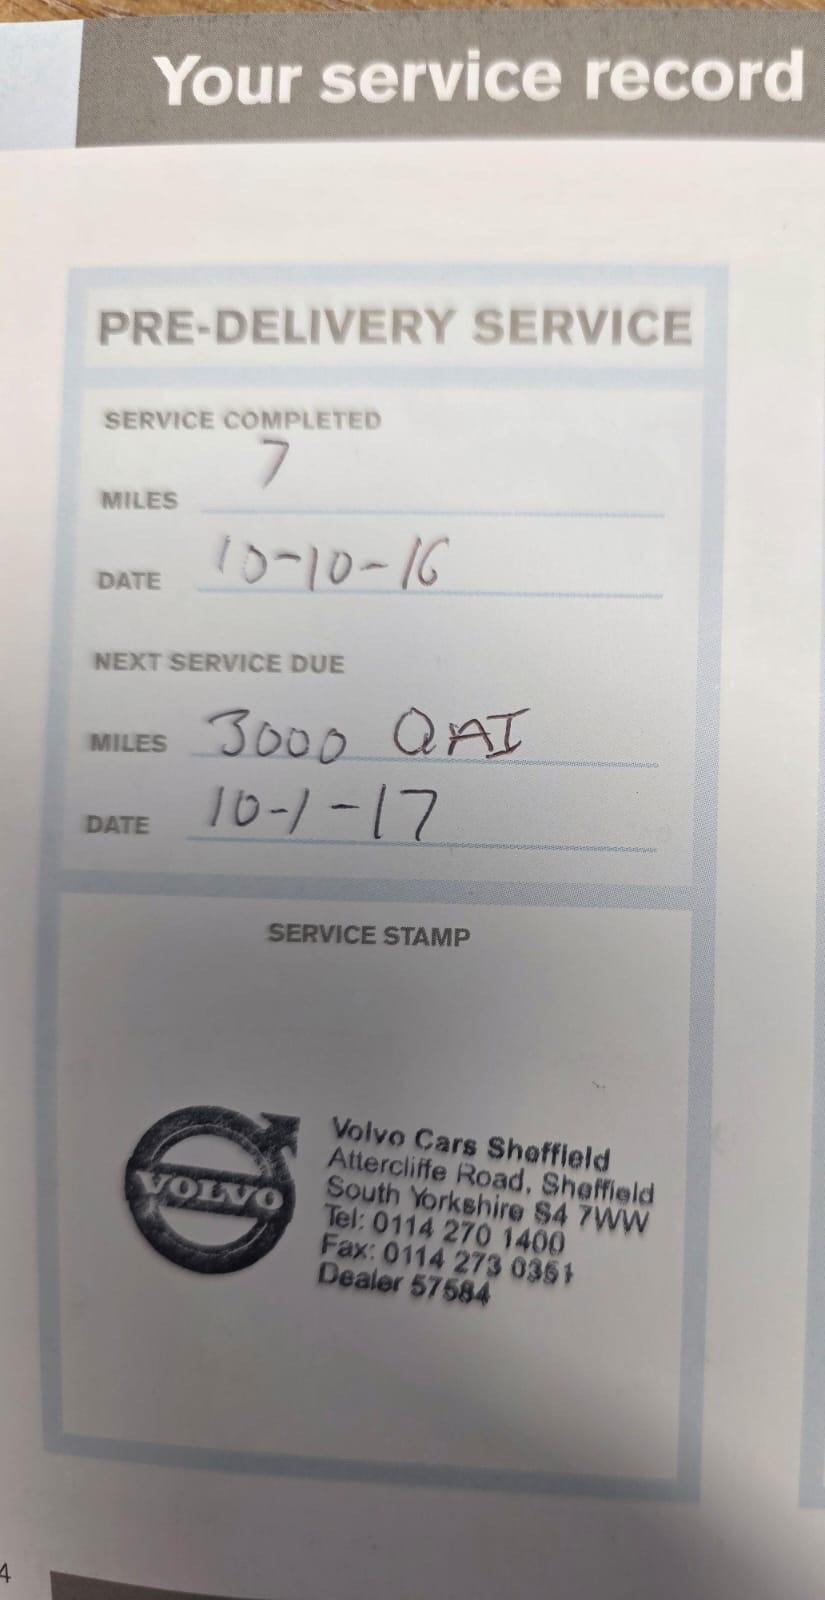 Your service record
PRE-DELIVERY SERVICE
SERVICE COMPLETED
MILES 7
DATE 10-10-16
NEXT SERVICE DUE
MILES 3000 QAI
DATE 10-1-17
SERVICE STAMP
VOLVO
Volvo Cars Sheffield
Attercliffe Road, Sheffield
South Yorkshire S4 7WW
Tel: 0114 270 1400
Fax: 0114 273 0351
Dealer 57584
4